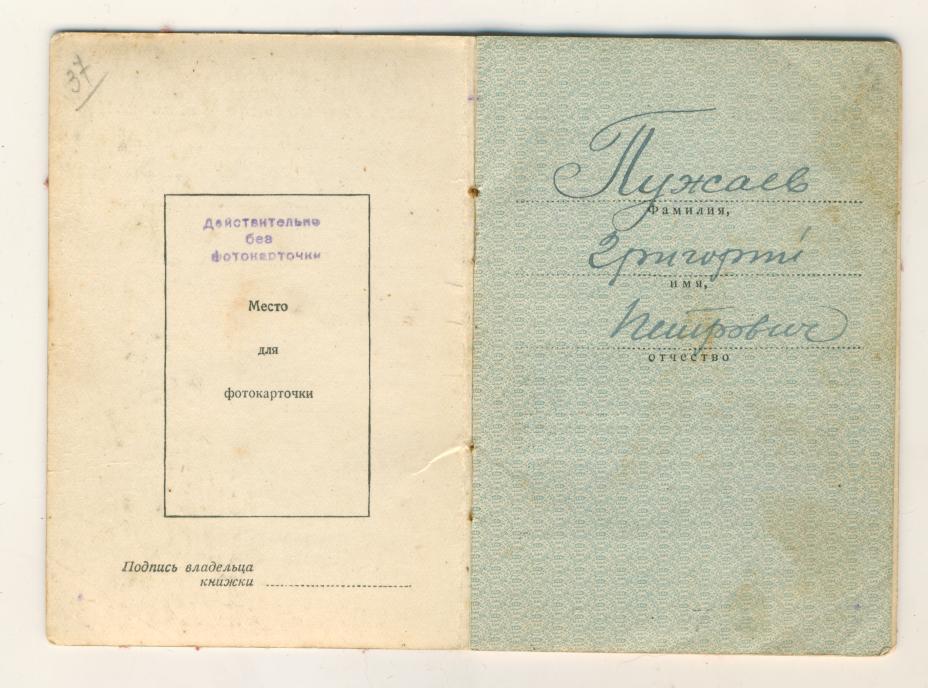 37
Действительно
без
фотокарточки
Место
для
фотокарточки
Подпись владельца
книжки
Пужаев
Фамилия,
Григорий
имя,
Петрович
отчество